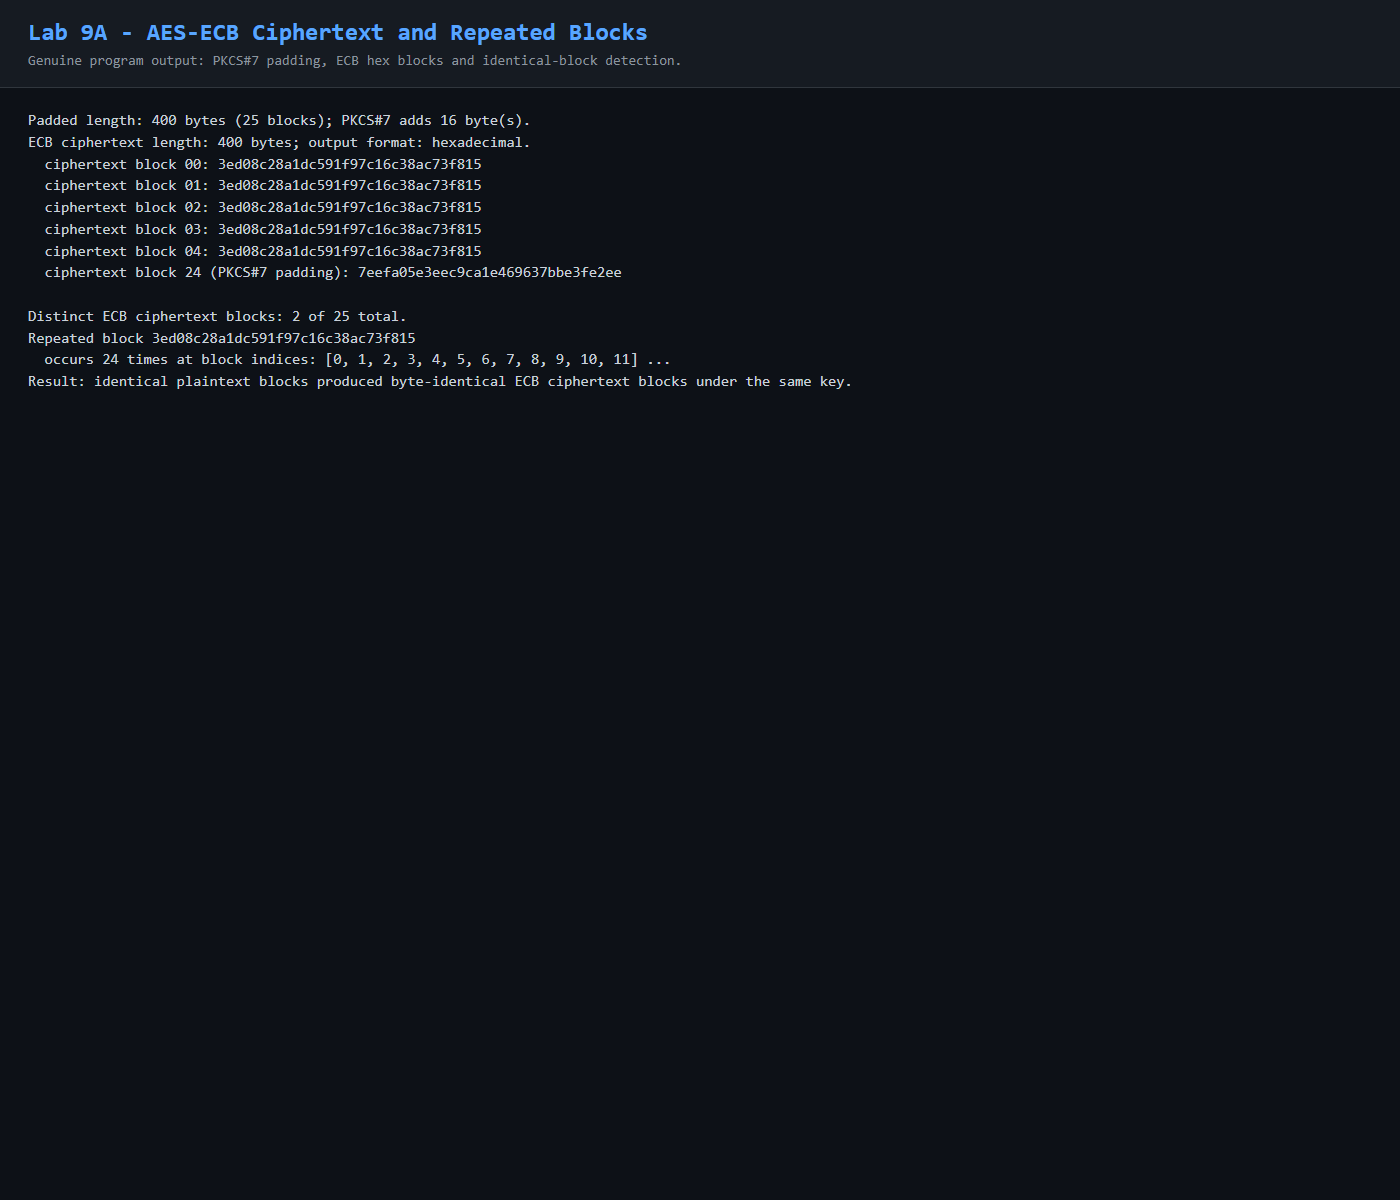 Lab 9A - AES-ECB Ciphertext and Repeated Blocks
Genuine program output: PKCS#7 padding, ECB hex blocks and identical-block detection.
Padded length: 400 bytes (25 blocks); PKCS#7 adds 16 byte(s).
ECB ciphertext length: 400 bytes; output format: hexadecimal.
ciphertext block 00: 3ed08c28a1dc591f97c16c38ac73f815
ciphertext block 01: 3ed08c28a1dc591f97c16c38ac73f815
ciphertext block 02: 3ed08c28a1dc591f97c16c38ac73f815
ciphertext block 03: 3ed08c28a1dc591f97c16c38ac73f815
ciphertext block 04: 3ed08c28a1dc591f97c16c38ac73f815
ciphertext block 24 (PKCS#7 padding): 7eefa05e3eec9ca1e469637bbe3fe2ee
Distinct ECB ciphertext blocks: 2 of 25 total.
Repeated block 3ed08c28a1dc591f97c16c38ac73f815
occurs 24 times at block indices: [0, 1, 2, 3, 4, 5, 6, 7, 8, 9, 10, 11] ...
Result: identical plaintext blocks produced byte-identical ECB ciphertext blocks under the same key.